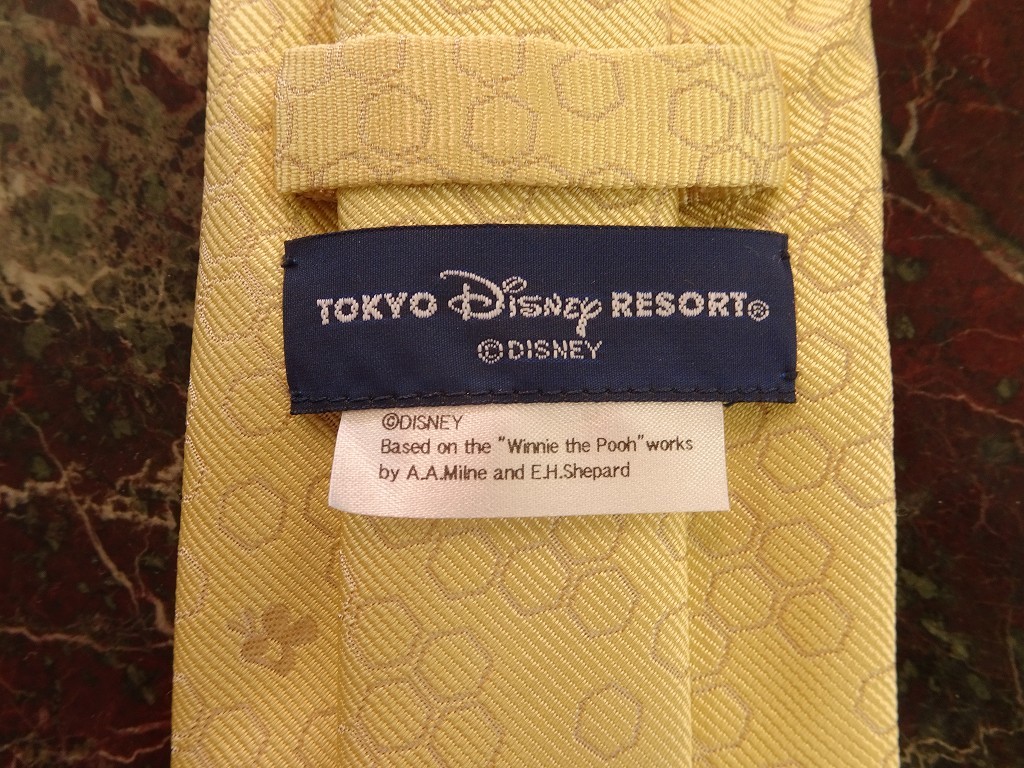 TOKYO Disney RESORT®
©DISNEY
©DISNEY
Based on the "Winnie the Pooh" works
by A.A.Milne and E.H.Shepard